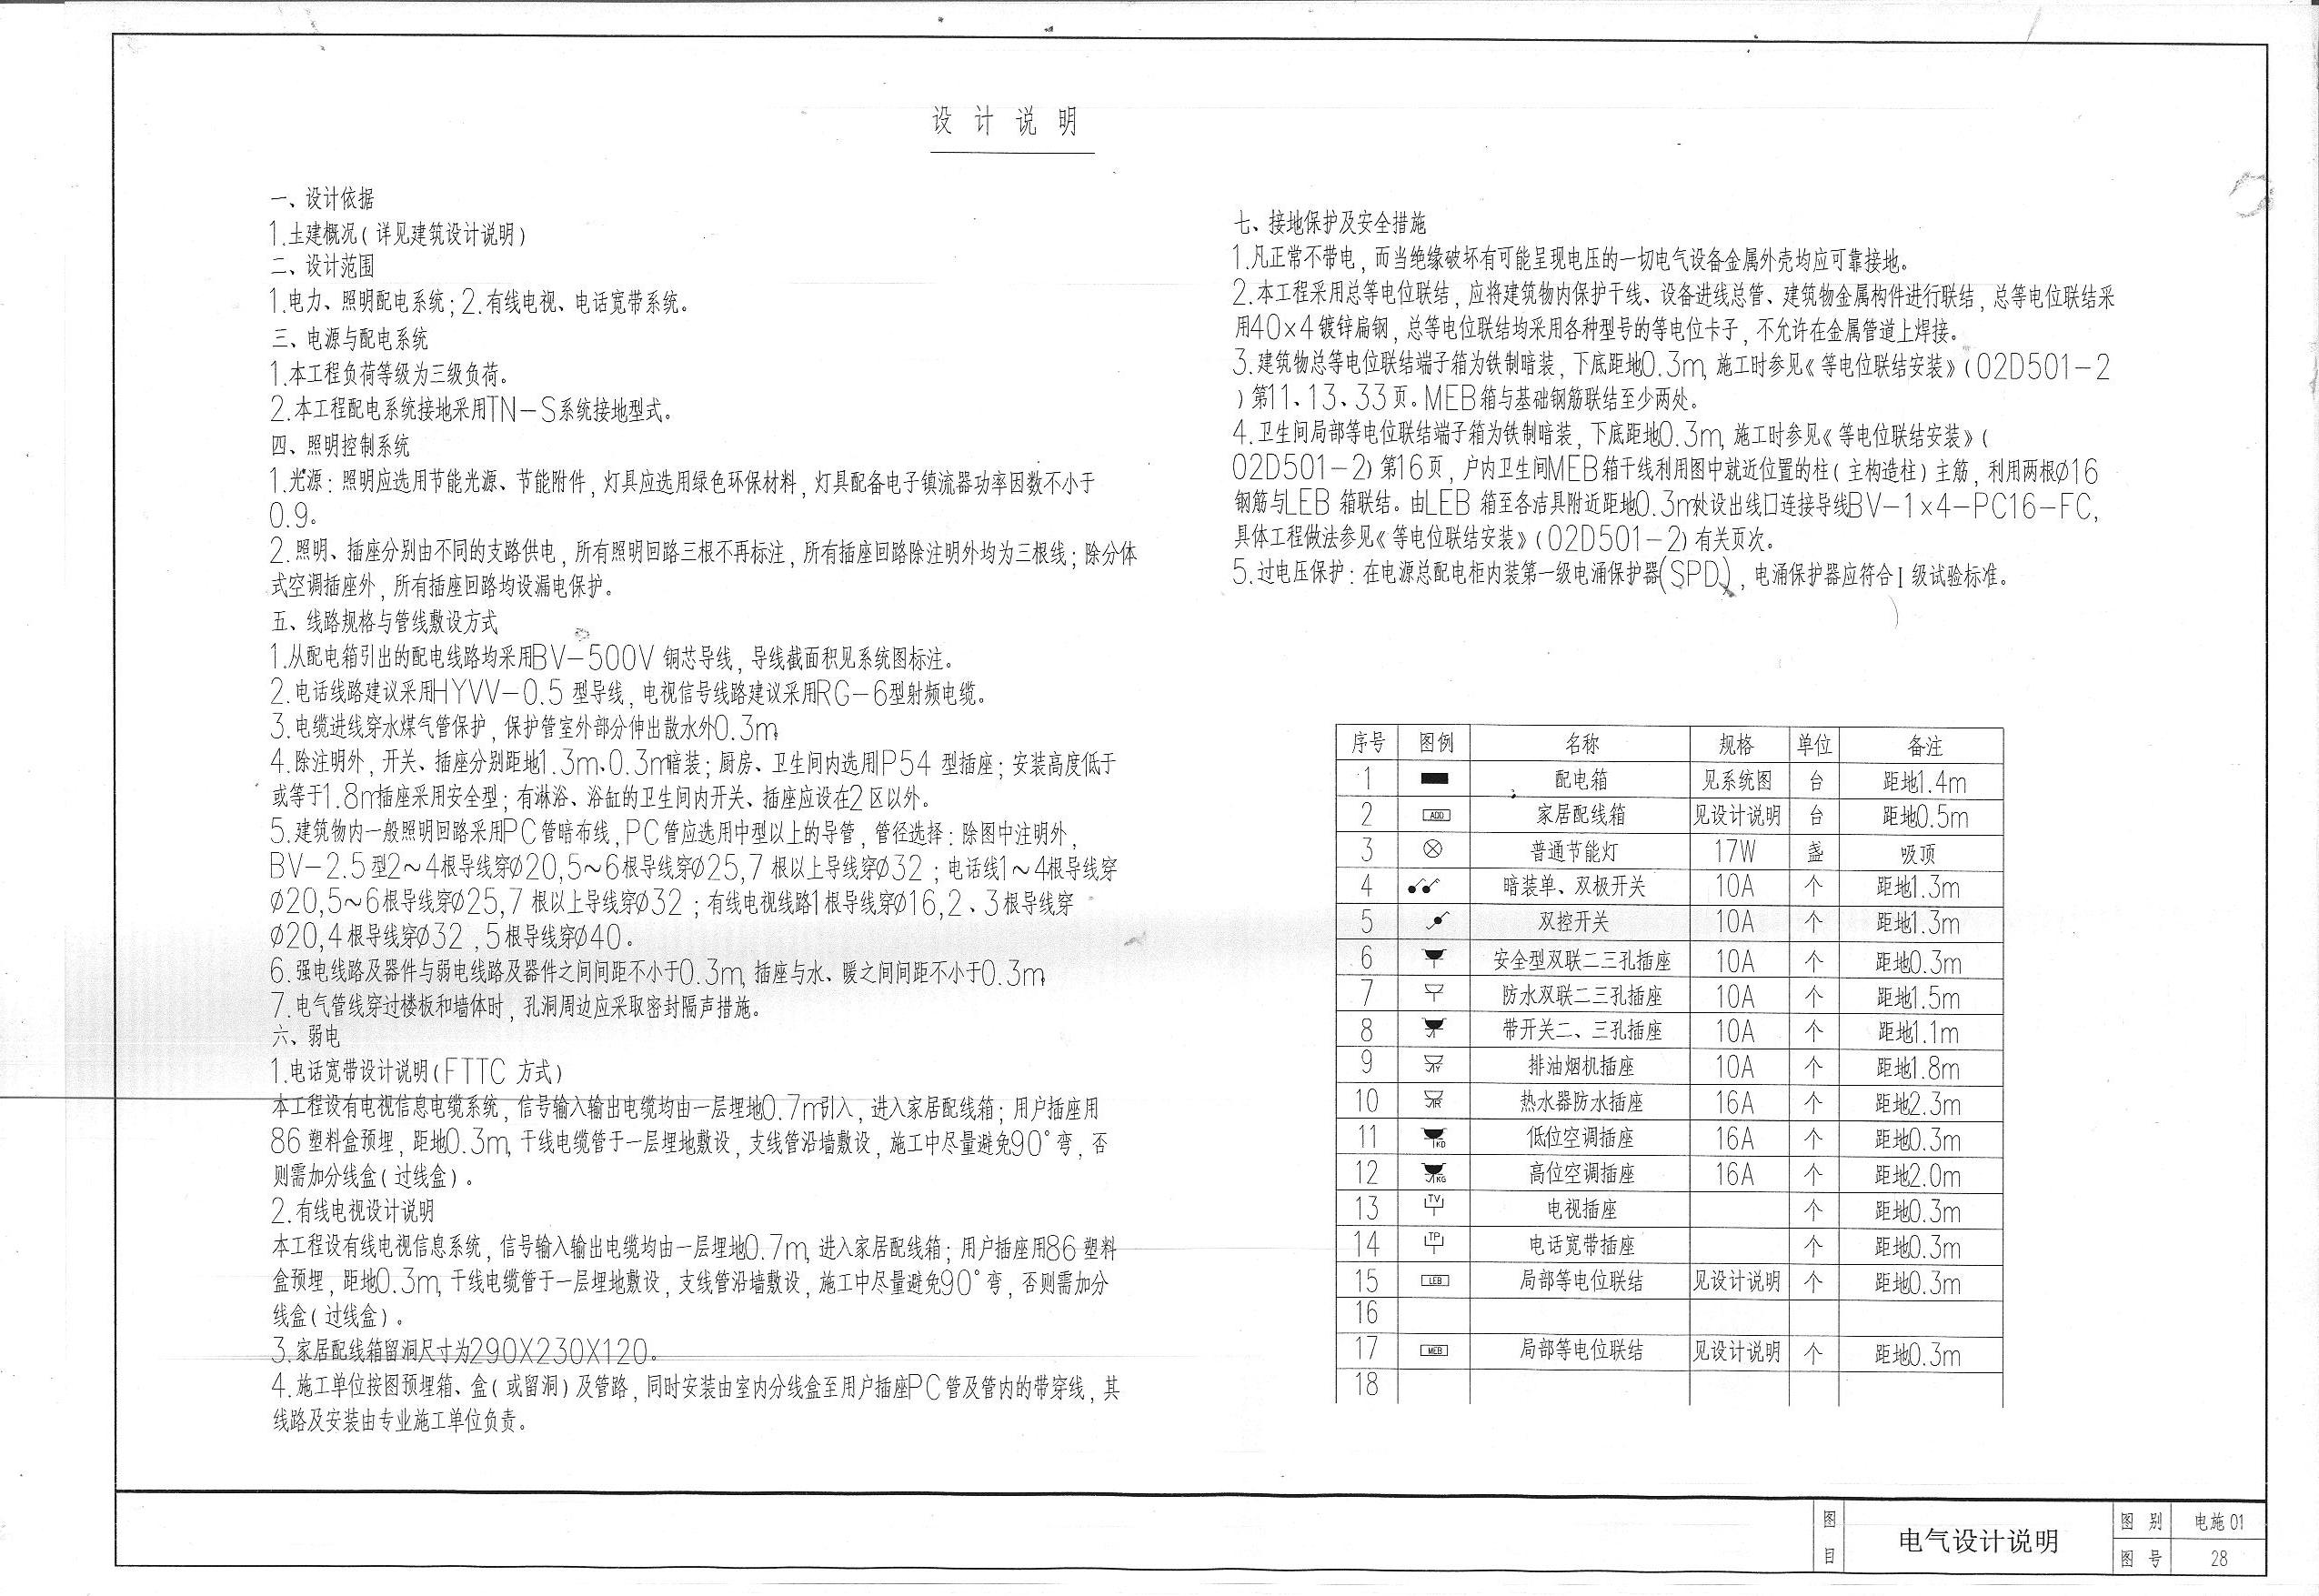 设计说明
一、设计依据
1.土建概况(详见建筑设计说明)
二、设计范围
1.电力、照明配电系统;2.有线电视、电话宽带系统。
三、电源与配电系统
1.本工程负荷等级为三级负荷。
2.本工程配电系统接地采用TN-S系统接地型式。
四、照明控制系统
1.光源:照明应选用节能光源、节能附件,灯具应选用绿色环保材料,灯具配备电子镇流器功率因数不小于
0.9。
2.照明、插座分别由不同的支路供电,所有照明回路三根不再标注,所有插座回路除注明外均为三根线;除分体
式空调插座外,所有插座回路均设漏电保护。
五、线路规格与管线敷设方式
1.从配电箱引出的配电线路均采用BV-500V 铜芯导线,导线截面积见系统图标注。
2.电话线路建议采用HYVV-0.5 型导线,电视信号线路建议采用RG-6型射频电缆。
3.电缆进线穿水煤气管保护,保护管室外部分伸出散水外0.3m
4.除注明外,开关、插座分别距地1.3m、0.3m暗装;厨房、卫生间内选用IP54 型插座;安装高度低于
或等于1.8m插座采用安全型;有淋浴、浴缸的卫生间内开关、插座应设在2区以外。
5.建筑物内一般照明回路采用PC管暗布线,PC管应选用中型以上的导管,管径选择:除图中注明外,
BV-2.5型2~4根导线穿Ø20,5~6根导线穿Ø25,7根以上导线穿Ø32;电话线1~4根导线穿
Ø20,5~6根导线穿Ø25,7根以上导线穿Ø32;有线电视线路1根导线穿Ø16,2、3根导线穿
Ø20,4根导线穿Ø32,5根导线穿Ø40。
6.强电线路及器件与弱电线路及器件之间间距不小于0.3m,插座与水、暖之间间距不小于0.3m
7.电气管线穿过楼板和墙体时,孔洞周边应采取密封隔声措施。
六、弱电
1.电话宽带设计说明(FTTC 方式)
本工程设有电视信息电缆系统,信号输入输出电缆均由一层埋地0.7m引入,进入家居配线箱;用户插座用
86塑料盒预埋,距地0.3m,干线电缆管于一层埋地敷设,支线管沿墙敷设,施工中尽量避免90°弯,否
则需加分线盒(过线盒)。
2.有线电视设计说明
本工程设有线电视信息系统,信号输入输出电缆均由一层埋地0.7m,进入家居配线箱;用户插座用86塑料
盒预埋,距地0.3m,干线电缆管于一层埋地敷设,支线管沿墙敷设,施工中尽量避免90°弯,否则需加分
线盒(过线盒)。
3.家居配线箱留洞尺寸为290X230X120。
4.施工单位按图预埋箱、盒(或留洞)及管路,同时安装由室内分线盒至用户插座PC管及管内的带穿线,其
线路及安装由专业施工单位负责。
七、接地保护及安全措施
1.凡正常不带电,而当绝缘破坏有可能呈现电压的一切电气设备金属外壳均应可靠接地。
2.本工程采用总等电位联结,应将建筑物内保护干线、设备进线总管、建筑物金属构件进行联结,总等电位联结采
用40×4镀锌扁钢,总等电位联结均采用各种型号的等电位卡子,不允许在金属管道上焊接。
3.建筑物总等电位联结端子箱为铁制暗装,下底距地0.3m,施工时参见《等电位联结安装》(02D501-2
)第11、13、33页。MEB箱与基础钢筋联结至少两处。
4.卫生间局部等电位联结端子箱为铁制暗装,下底距地0.3m,施工时参见《等电位联结安装》(
02D501-2)第16页,户内卫生间MEB箱干线利用图中就近位置的柱(主构造柱)主筋,利用两根Ø16
钢筋与LEB箱联结。由LEB箱至各洁具附近距地0.3m处设出线口连接导线BV-1×4-PC16-FC,
具体工程做法参见《等电位联结安装》(02D501-2)有关页次。
5.过电压保护:在电源总配电柜内装第一级电涌保护器(SPD),电涌保护器应符合I级试验标准。
序号 图例 名称 规格 单位 备注
1 配电箱 见系统图 台 距地1.4m
2 ADD 家居配线箱 见设计说明 台 距地0.5m
3 普通节能灯 17W 盏 吸顶
4 暗装单、双极开关 10A 个 距地1.3m
5 双控开关 10A 个 距地1.3m
6 安全型双联二三孔插座 10A 个 距地0.3m
7 防水双联二三孔插座 10A 个 距地1.5m
8 带开关二、三孔插座 10A 个 距地1.1m
9 排油烟机插座 10A 个 距地1.8m
10 R 热水器防水插座 16A 个 距地2.3m
11 KD 低位空调插座 16A 个 距地0.3m
12 KG 高位空调插座 16A 个 距地2.0m
13 TV 电视插座 个 距地0.3m
14 TP 电话宽带插座 个 距地0.3m
15 LEB 局部等电位联结 见设计说明 个 距地0.3m
16
17 MEB 局部等电位联结 见设计说明 个 距地0.3m
18
图目 电气设计说明 图别 电施01
图号 28